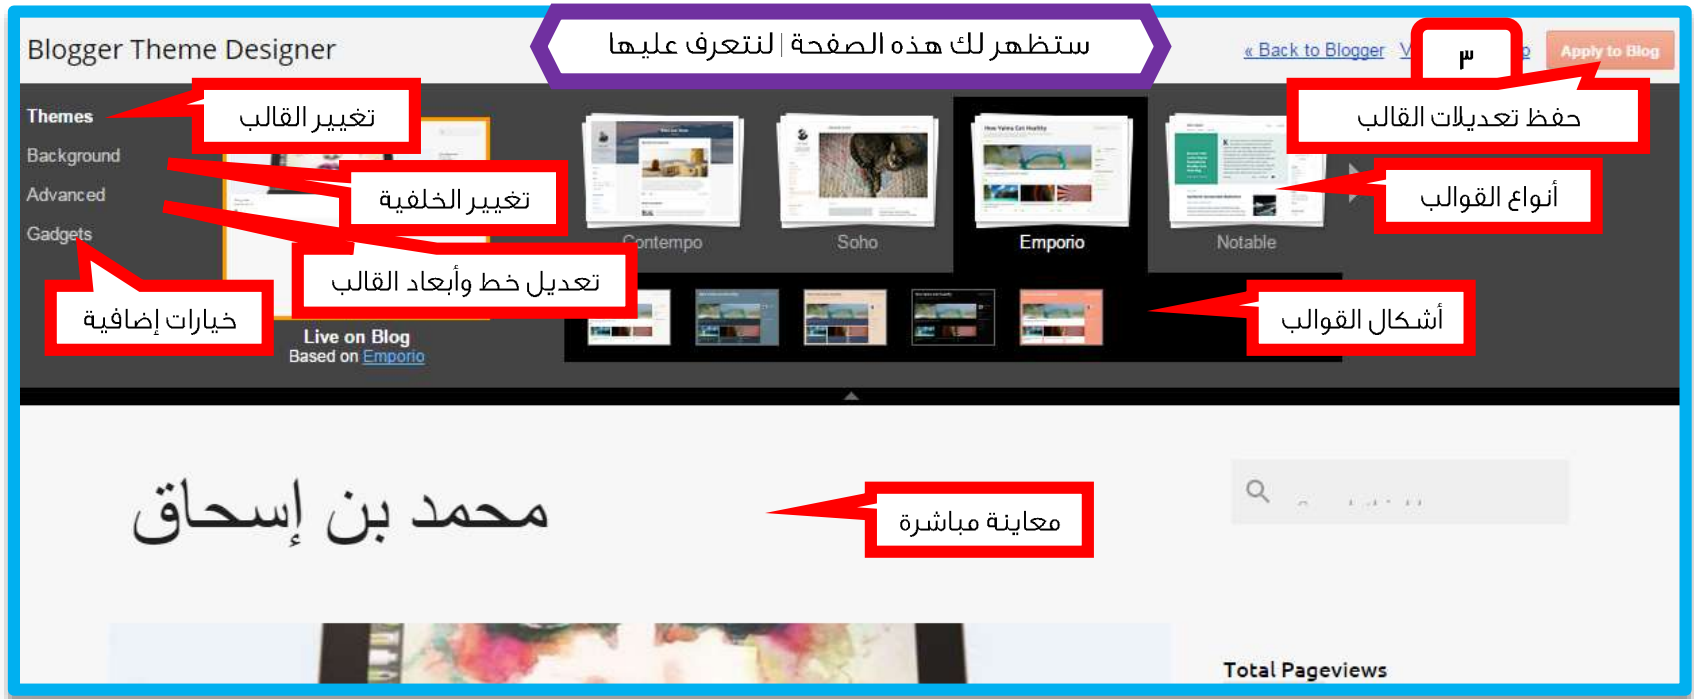 ستظهر لك هذه الصفحة | لنتعرف عليها
Blogger Theme Designer
« Back to Blogger
٣
Apply to Blog
حفظ تعديلات القالب
Themes
تغيير القالب
Background
تغيير الخلفية
Advanced
تعديل خط وأبعاد القالب
Gadgets
خيارات إضافية
Live on Blog
Based on Emporio
Contempo
Soho
Emporio
Notable
أنواع القوالب
أشكال القوالب
محمد بن إسحاق
معاينة مباشرة
Total Pageviews